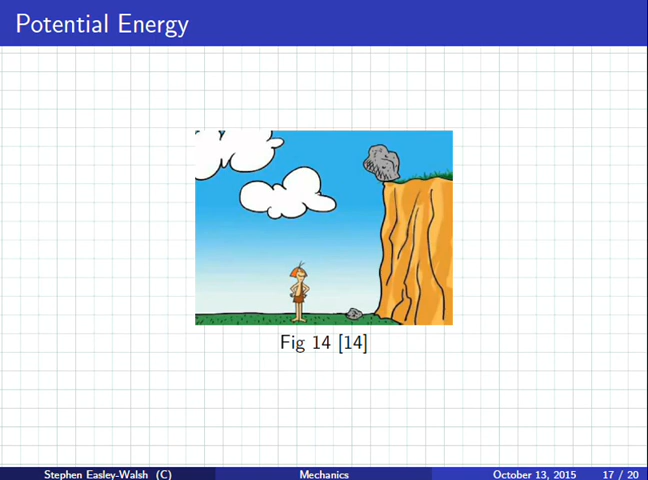 Potential Energy
Fig 14 [14]
Stephen Easley-Walsh (C) Mechanics October 13, 2015 17 / 20